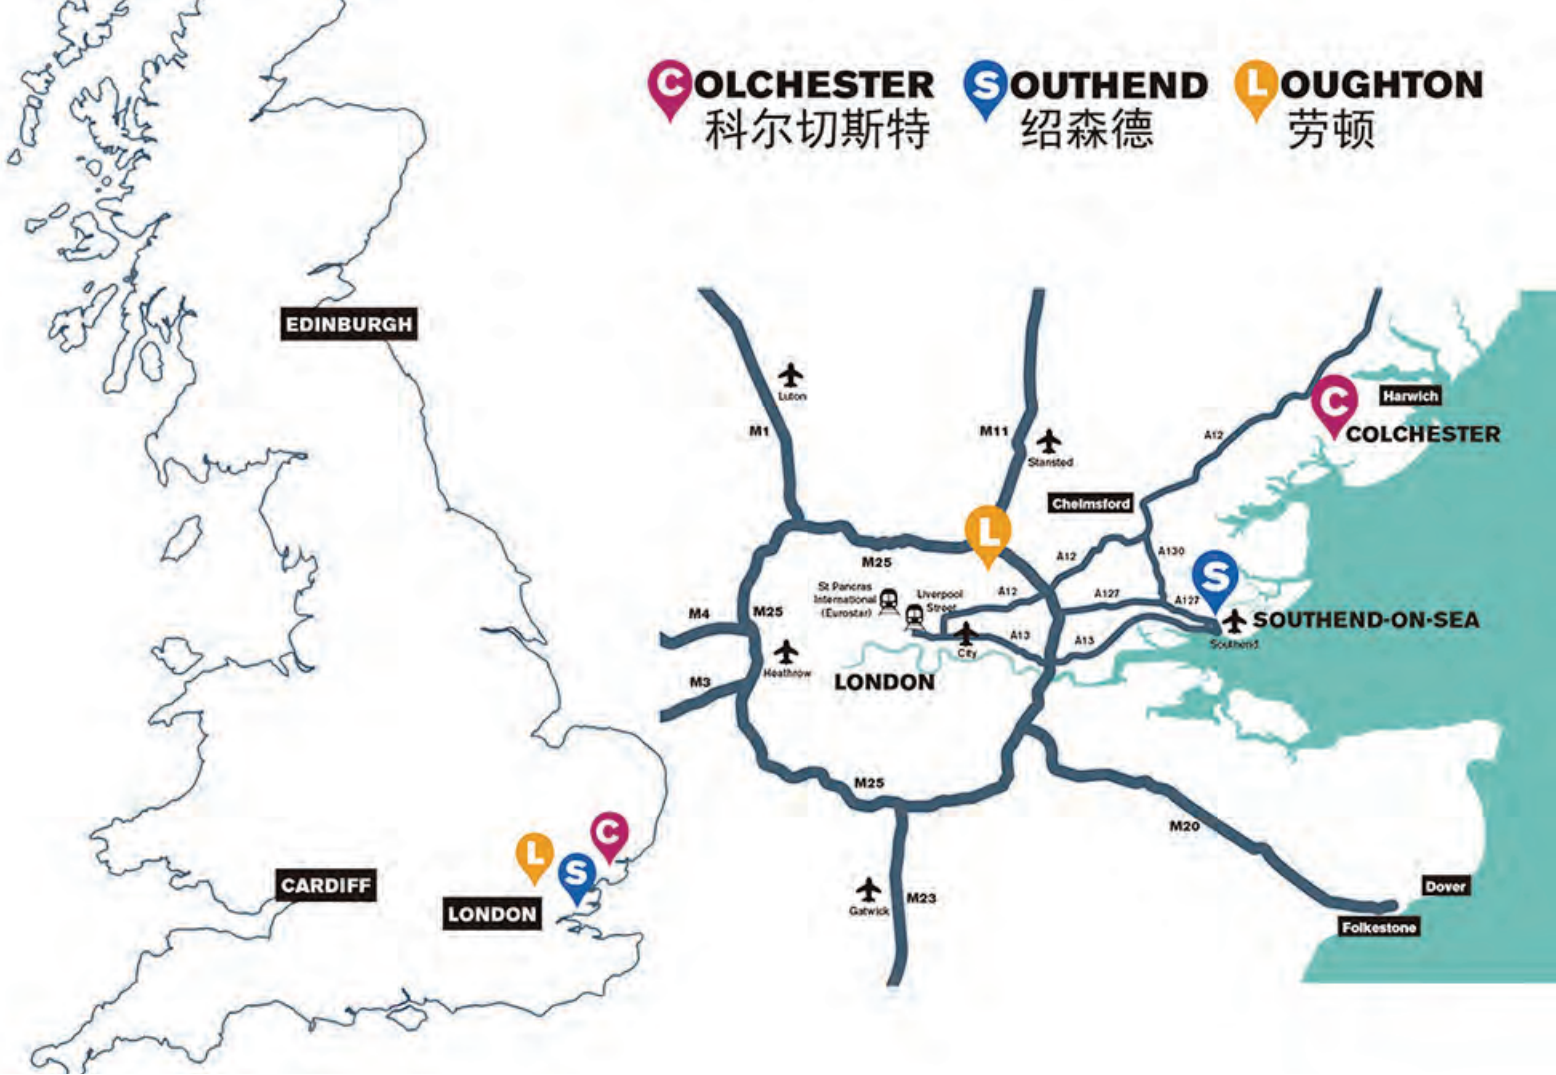 COLCHESTER
科尔切斯特
SOUTHEND
绍森德
LOUGHTON
劳顿
EDINBURGH
CARDIFF
LONDON
L
S
C
Luton
M1
M11
Stansted
A12
C
Harwich
COLCHESTER
Chelmsford
L
M25
A12
A130
S
St Pancras
International
(Eurostar)
Liverpool
Street
A12
A127
A127
M4
M25
A13
A13
City
SOUTHEND-ON-SEA
Southend
Heathrow
M3
LONDON
M25
M20
Gatwick
M23
Dover
Folkestone